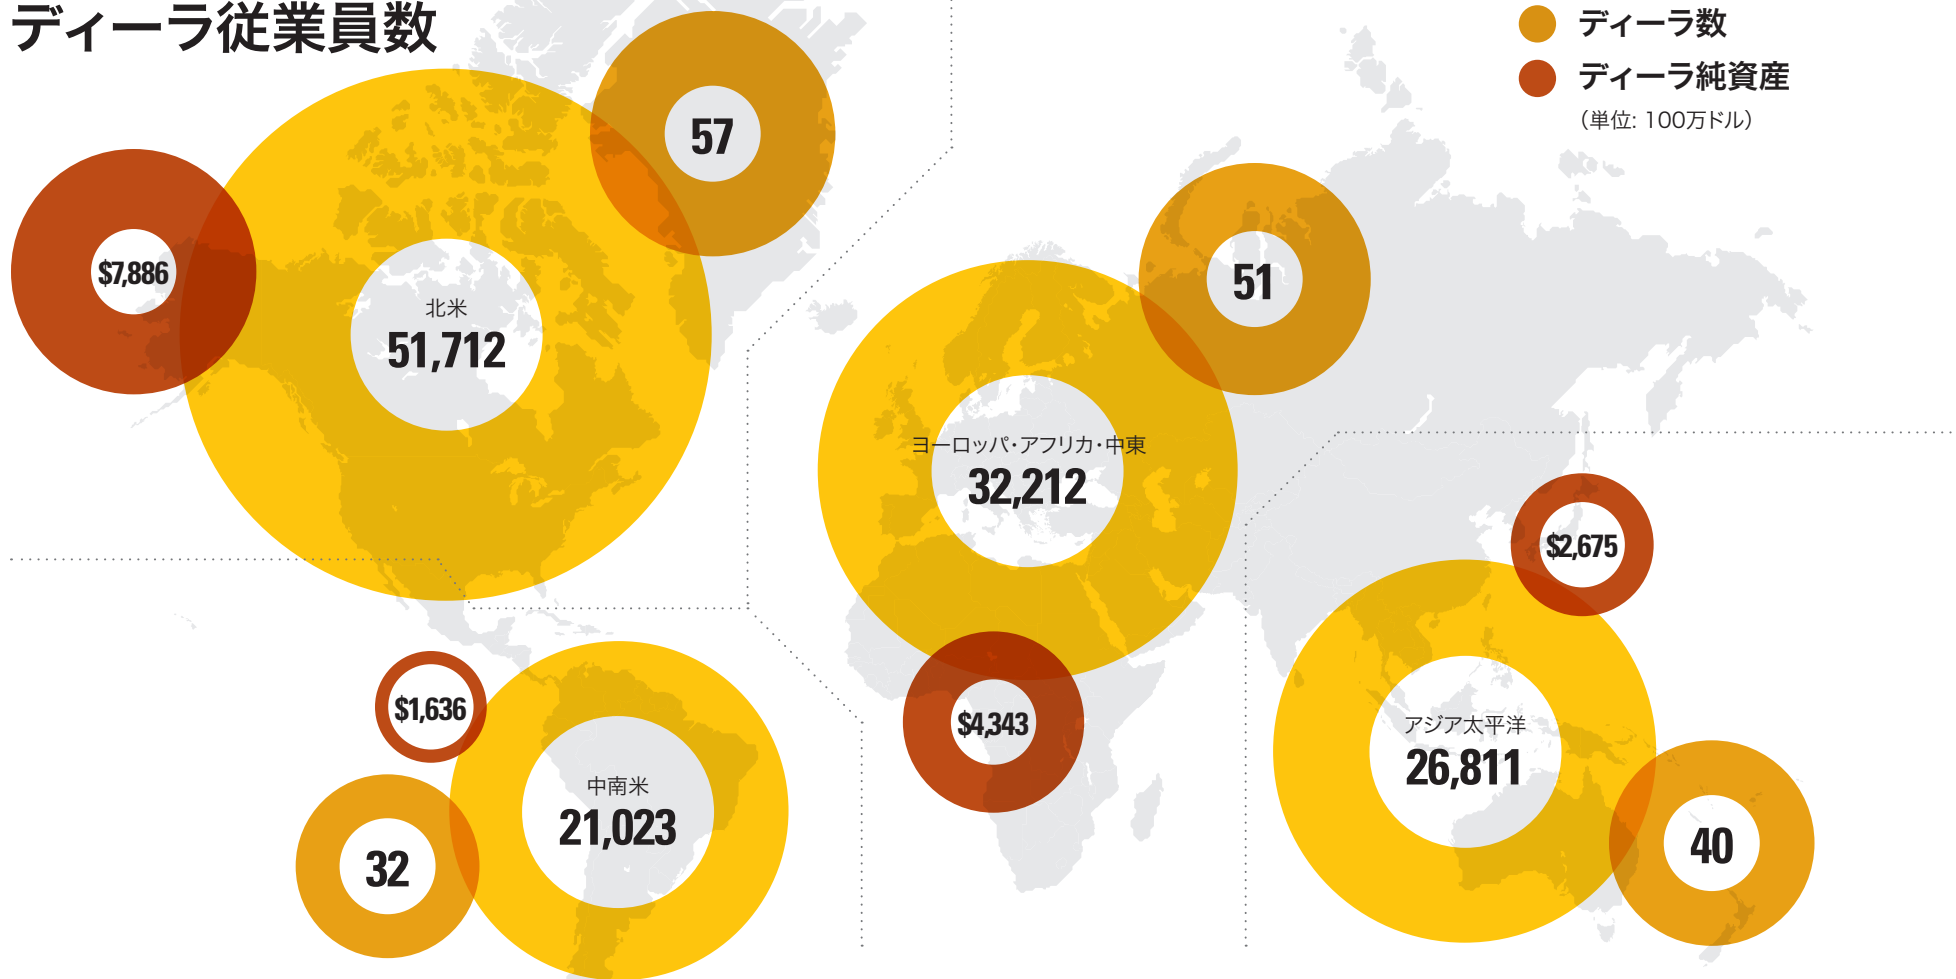 ディーラ従業員数
ディーラ数
ディーラ純資産
（単位: 100万ドル）
57
$7,886
北米
51,712
51
ヨーロッパ・アフリカ・中東
32,212
$2,675
$1,636
$4,343
アジア太平洋
26,811
中南米
21,023
32
40